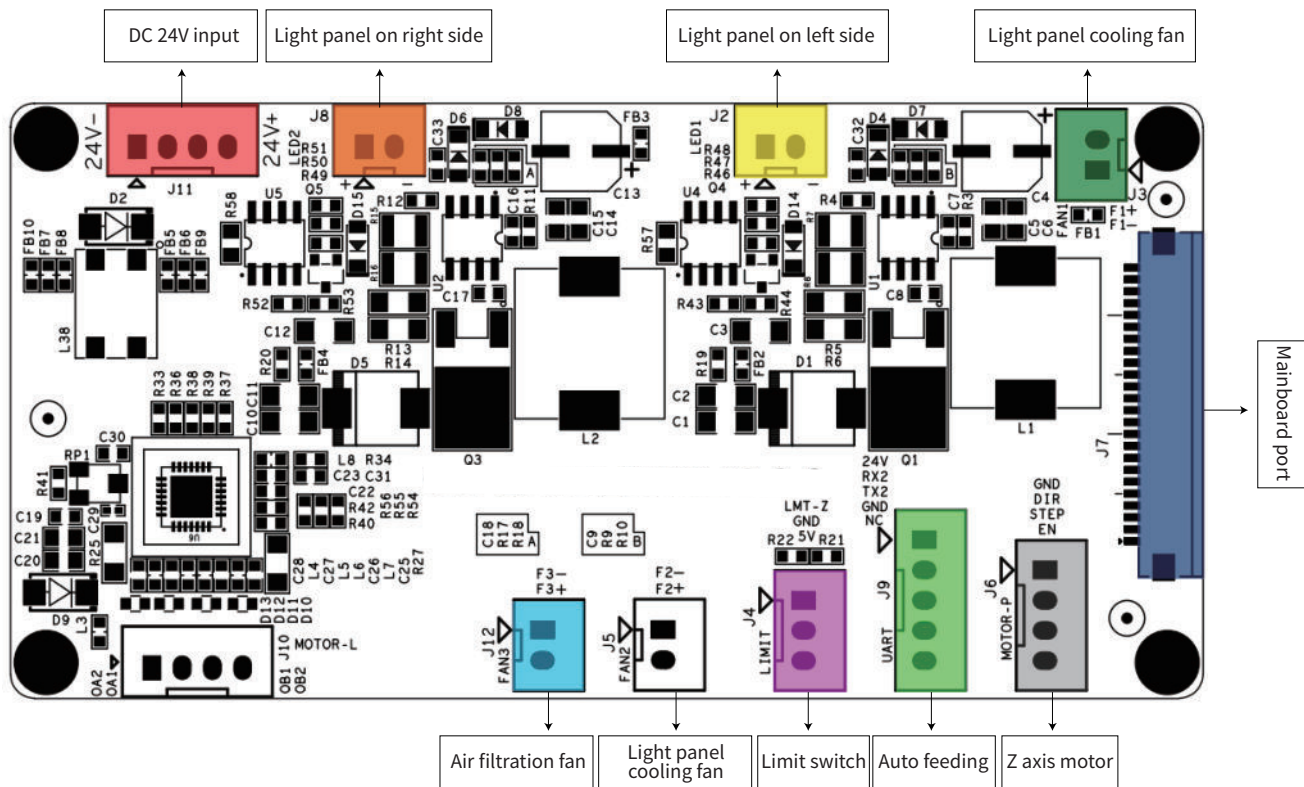 DC 24V input
Light panel on right side
Light panel on left side
Light panel cooling fan
24V-
24V+
J11
J8
LED2
R51
R50
R49
+
-
C33
D6
D8
A
FB3
+
C13
J2
LED1
R48
R47
R46
+
-
C32
D4
D7
B
+
C4
J3
FAN1
F1+
F1-
FB1
D2
FB10
FB7
FB8
FB5
FB6
FB9
L38
R58
U5
Q5
D15
R12
R15
R16
U2
C16
R11
C15
C14
C17
R52
R53
C12
R13
R14
R20
FB4
D5
C11
C10
Q3
L2
R57
U4
Q4
D14
R4
R7
R8
U1
C7
R3
C5
C6
C8
R43
R44
C3
R5
R6
R19
FB2
D1
C2
C1
Q1
L1
J7
Mainboard port
R33
R36
R38
R39
R37
C30
RP1
R41
C19
C21
C20
C29
R25
U6
D9
L3
L8
R34
C23
C31
C22
R42
R40
R56
R55
R54
C28
L4
C27
L5
L6
C26
L7
C25
R27
D13
D12
D11
D10
J10
MOTOR-L
OA2
OA1
OB1
OB2
C18
R17
R18
A
C9
R9
R10
B
F3-
F3+
J12
FAN3
F2-
F2+
J5
FAN2
LMT-Z
GND
5V
R22
R21
J4
LIMIT
24V
RX2
TX2
GND
NC
J9
UART
GND
DIR
STEP
EN
J6
MOTOR-P
Air filtration fan
Light panel
cooling fan
Limit switch
Auto feeding
Z axis motor